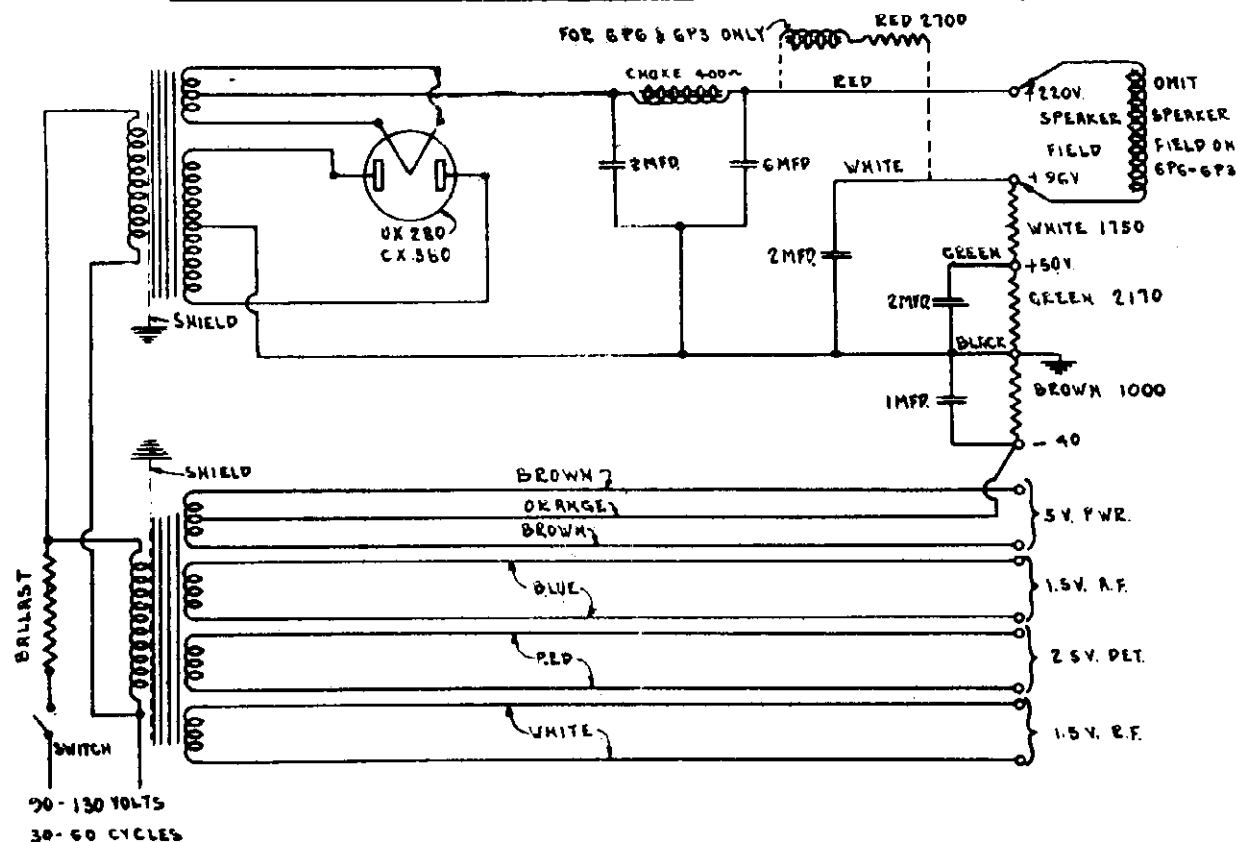 FOR 6P6 & 6P3 ONLY
RED 2700
CHOKE 400~
RED
+220V.
OMIT
SPEAKER
SPEAKER
FIELD
FIELD ON
6P6-6P3
2MFD
6MFD
WHITE
+96V
UX 280
CX 380
WHITE 1750
2MFD
GREEN
+50V.
2MFD
GREEN 2170
SHIELD
BLACK
1MFD.
BROWN 1000
- 40
SHIELD
BROWN
ORANGE
BROWN
5V. PWR.
BLUE
1.5V. A.F.
BALLAST
RED
2 5V. DET.
WHITE
1.5V. R.F.
SWITCH
90-130 VOLTS
30-60 CYCLES